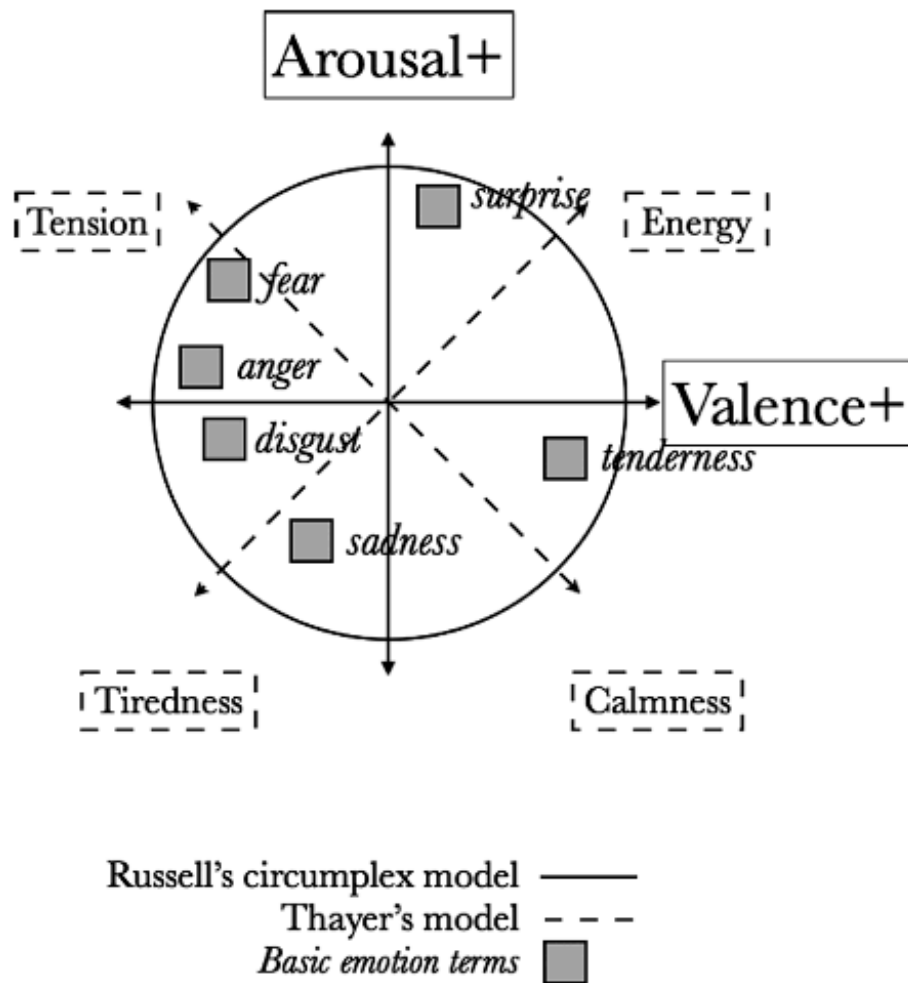 Arousal+
surprise
Tension
Energy
fear
anger
Valence+
disgust
tenderness
sadness
Tiredness
Calmness
Russell’s circumplex model
Thayer’s model
Basic emotion terms